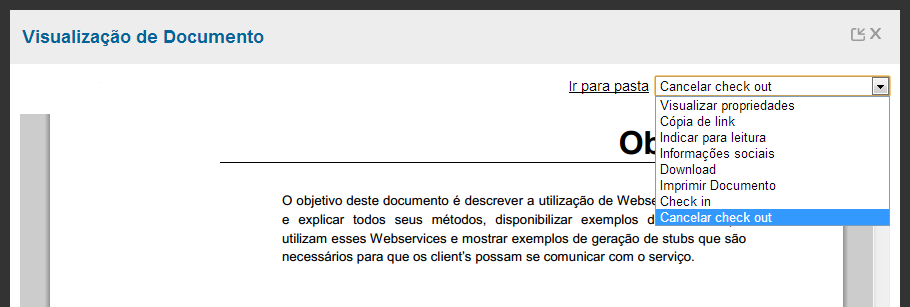 Visualização de Documento
Ir para pasta
Cancelar check out
Visualizar propriedades
Cópia de link
Indicar para leitura
Informações sociais
Download
Imprimir Documento
Check in
Cancelar check out
Ob
O objetivo deste documento é descrever a utilização de Webse
e explicar todos seus métodos, disponibilizar exemplos d
utilizam esses Webservices e mostrar exemplos de geração de stubs que são
necessários para que os client's possam se comunicar com o serviço.